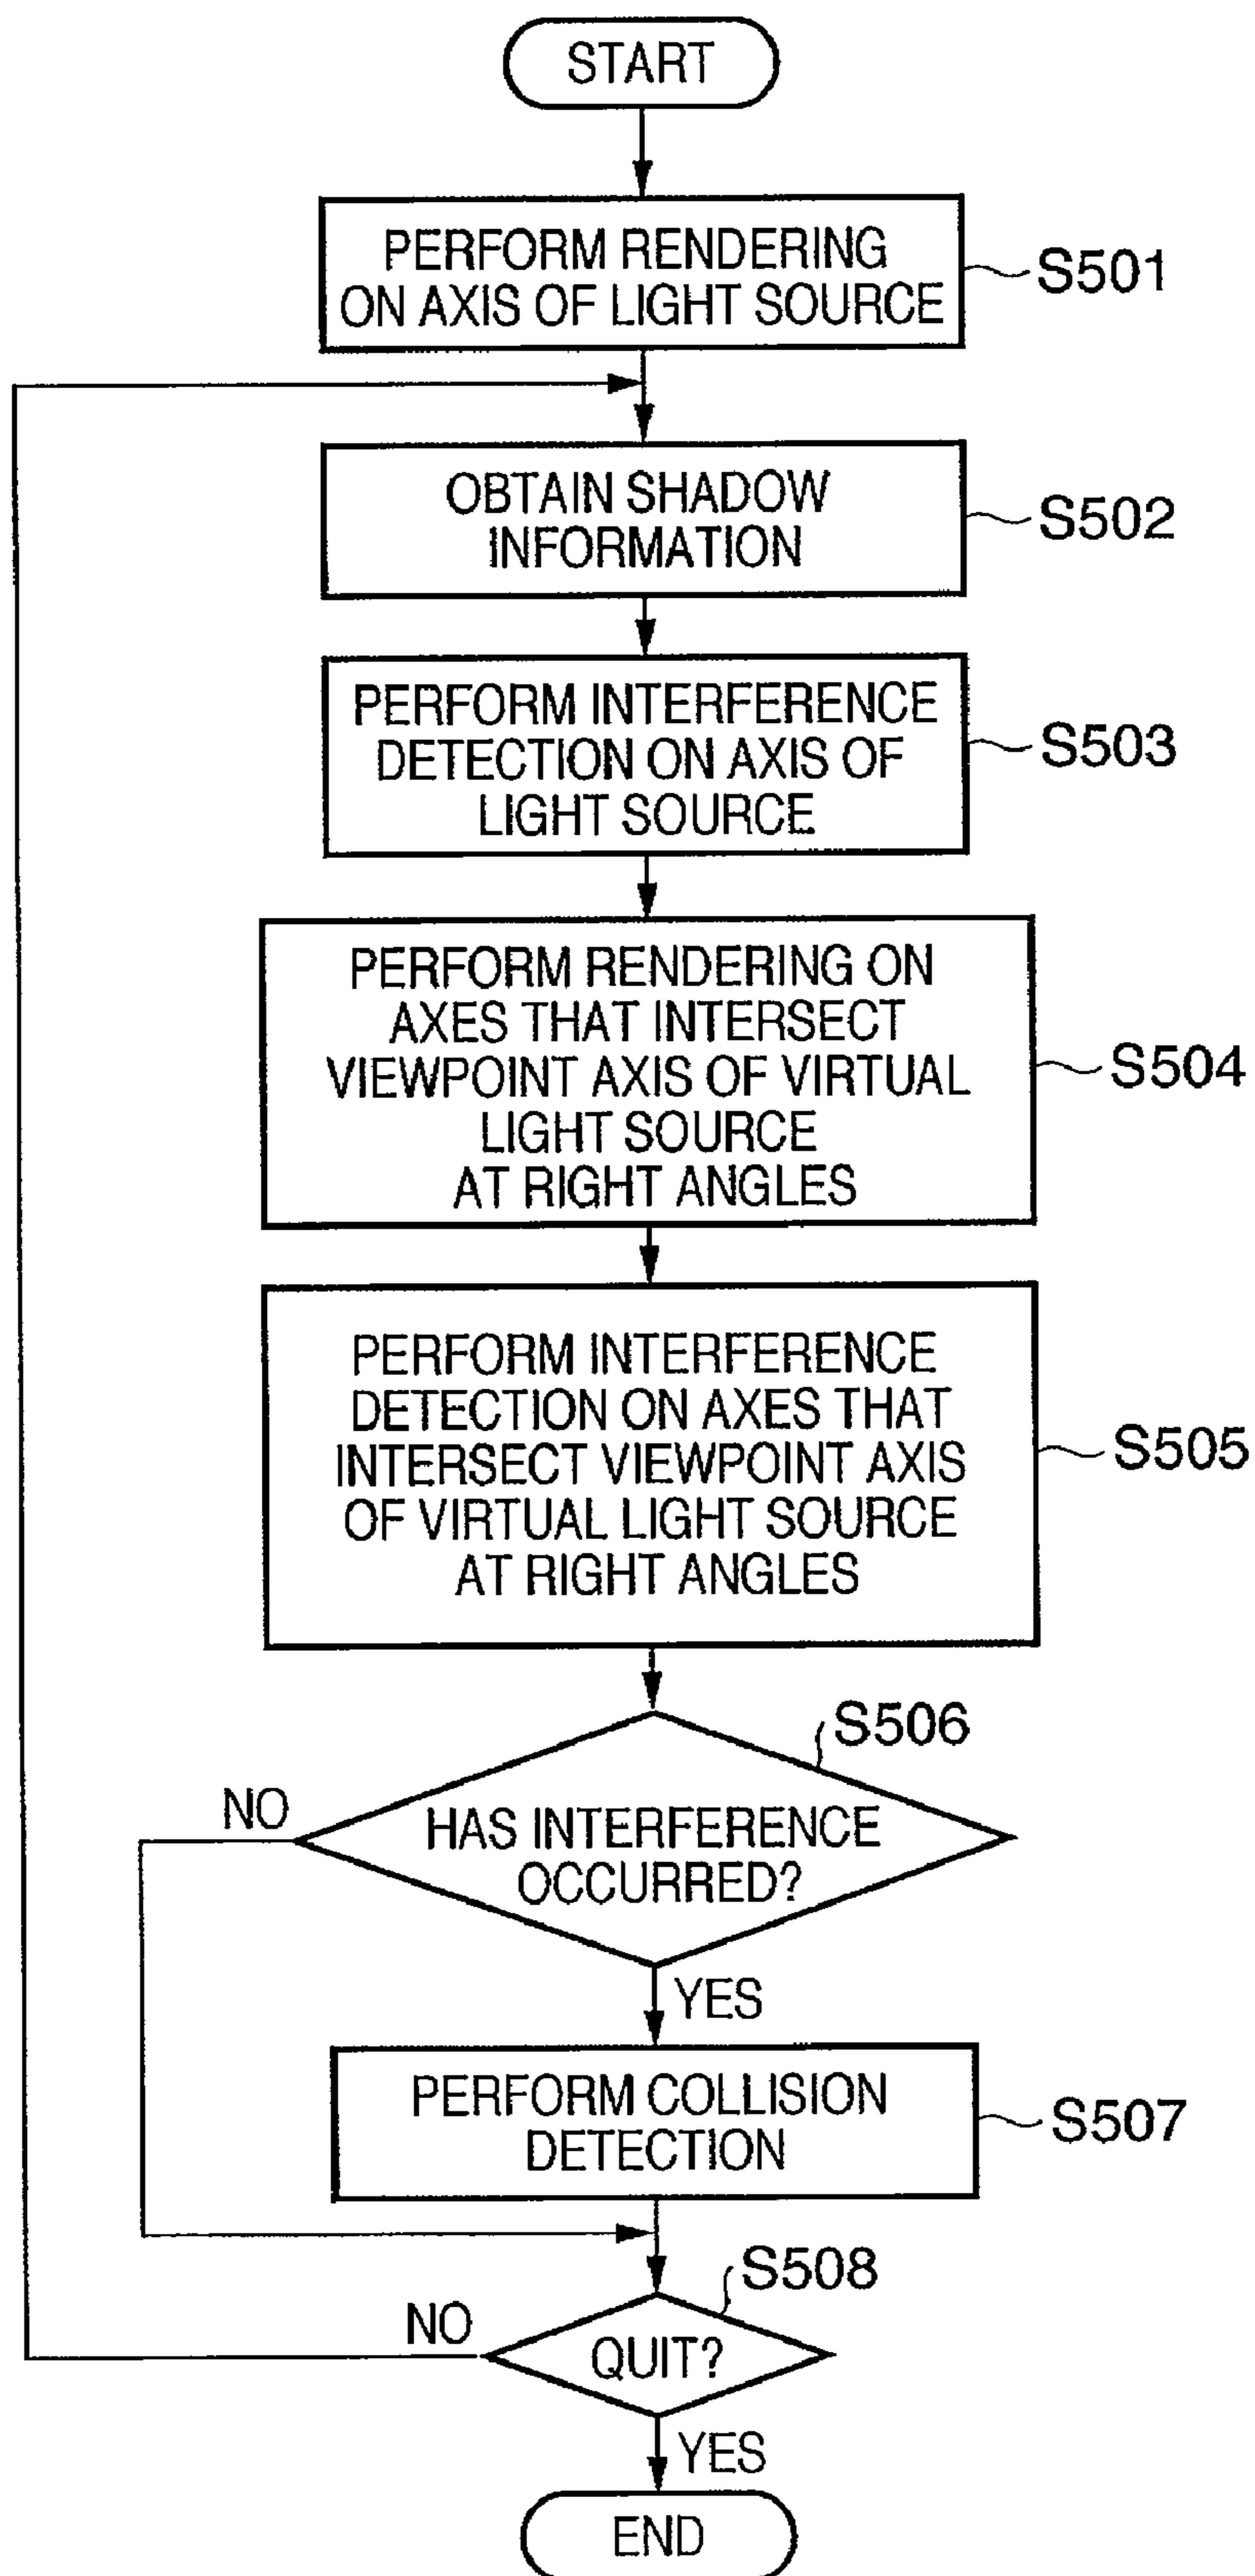 START
PERFORM RENDERING
ON AXIS OF LIGHT SOURCE
S501
OBTAIN SHADOW
INFORMATION
S502
PERFORM INTERFERENCE
DETECTION ON AXIS OF
LIGHT SOURCE
S503
PERFORM RENDERING ON
AXES THAT INTERSECT
VIEWPOINT AXIS OF VIRTUAL
LIGHT SOURCE
AT RIGHT ANGLES
S504
PERFORM INTERFERENCE
DETECTION ON AXES THAT
INTERSECT VIEWPOINT AXIS
OF VIRTUAL LIGHT SOURCE
AT RIGHT ANGLES
S505
S506
NO
HAS INTERFERENCE
OCCURRED?
YES
PERFORM COLLISION
DETECTION
S507
S508
NO
QUIT?
YES
END